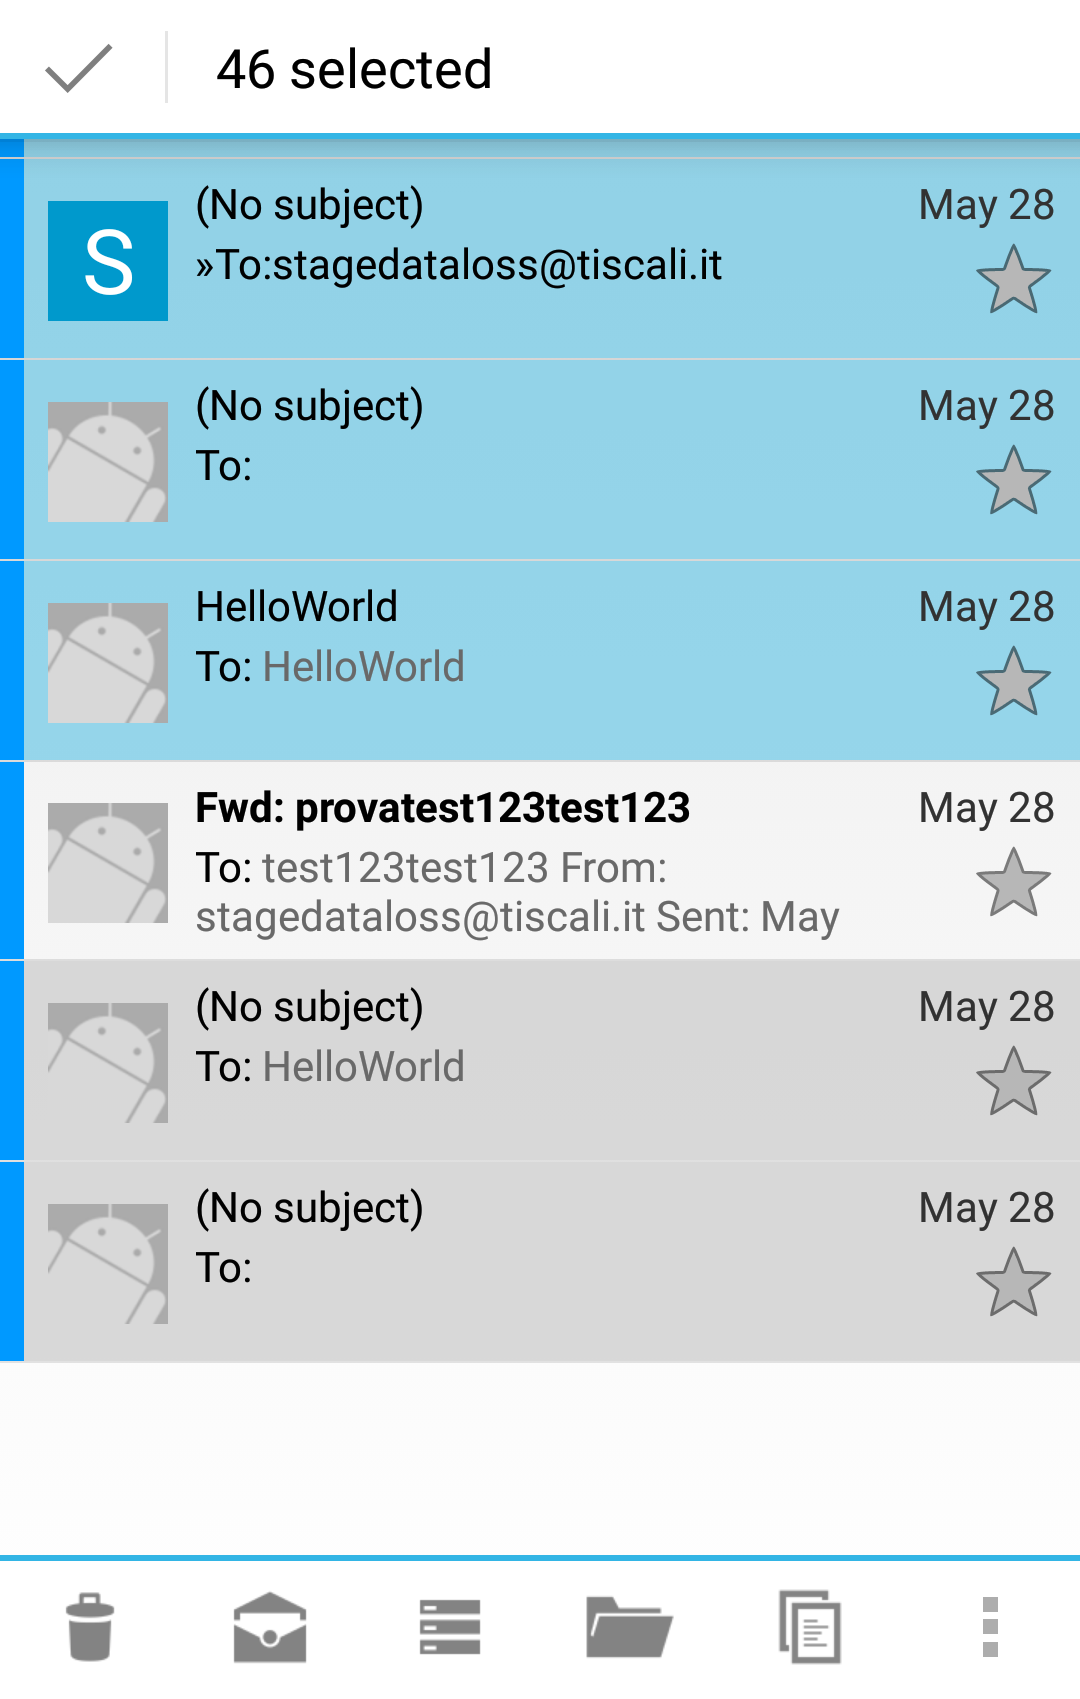 46 selected
S
(No subject)
May 28
»To:stagedataloss@tiscali.it
(No subject)
May 28
To:
HelloWorld
May 28
To: HelloWorld
Fwd: provatest123test123
May 28
To: test123test123 From:
stagedataloss@tiscali.it Sent: May
(No subject)
May 28
To: HelloWorld
(No subject)
May 28
To: